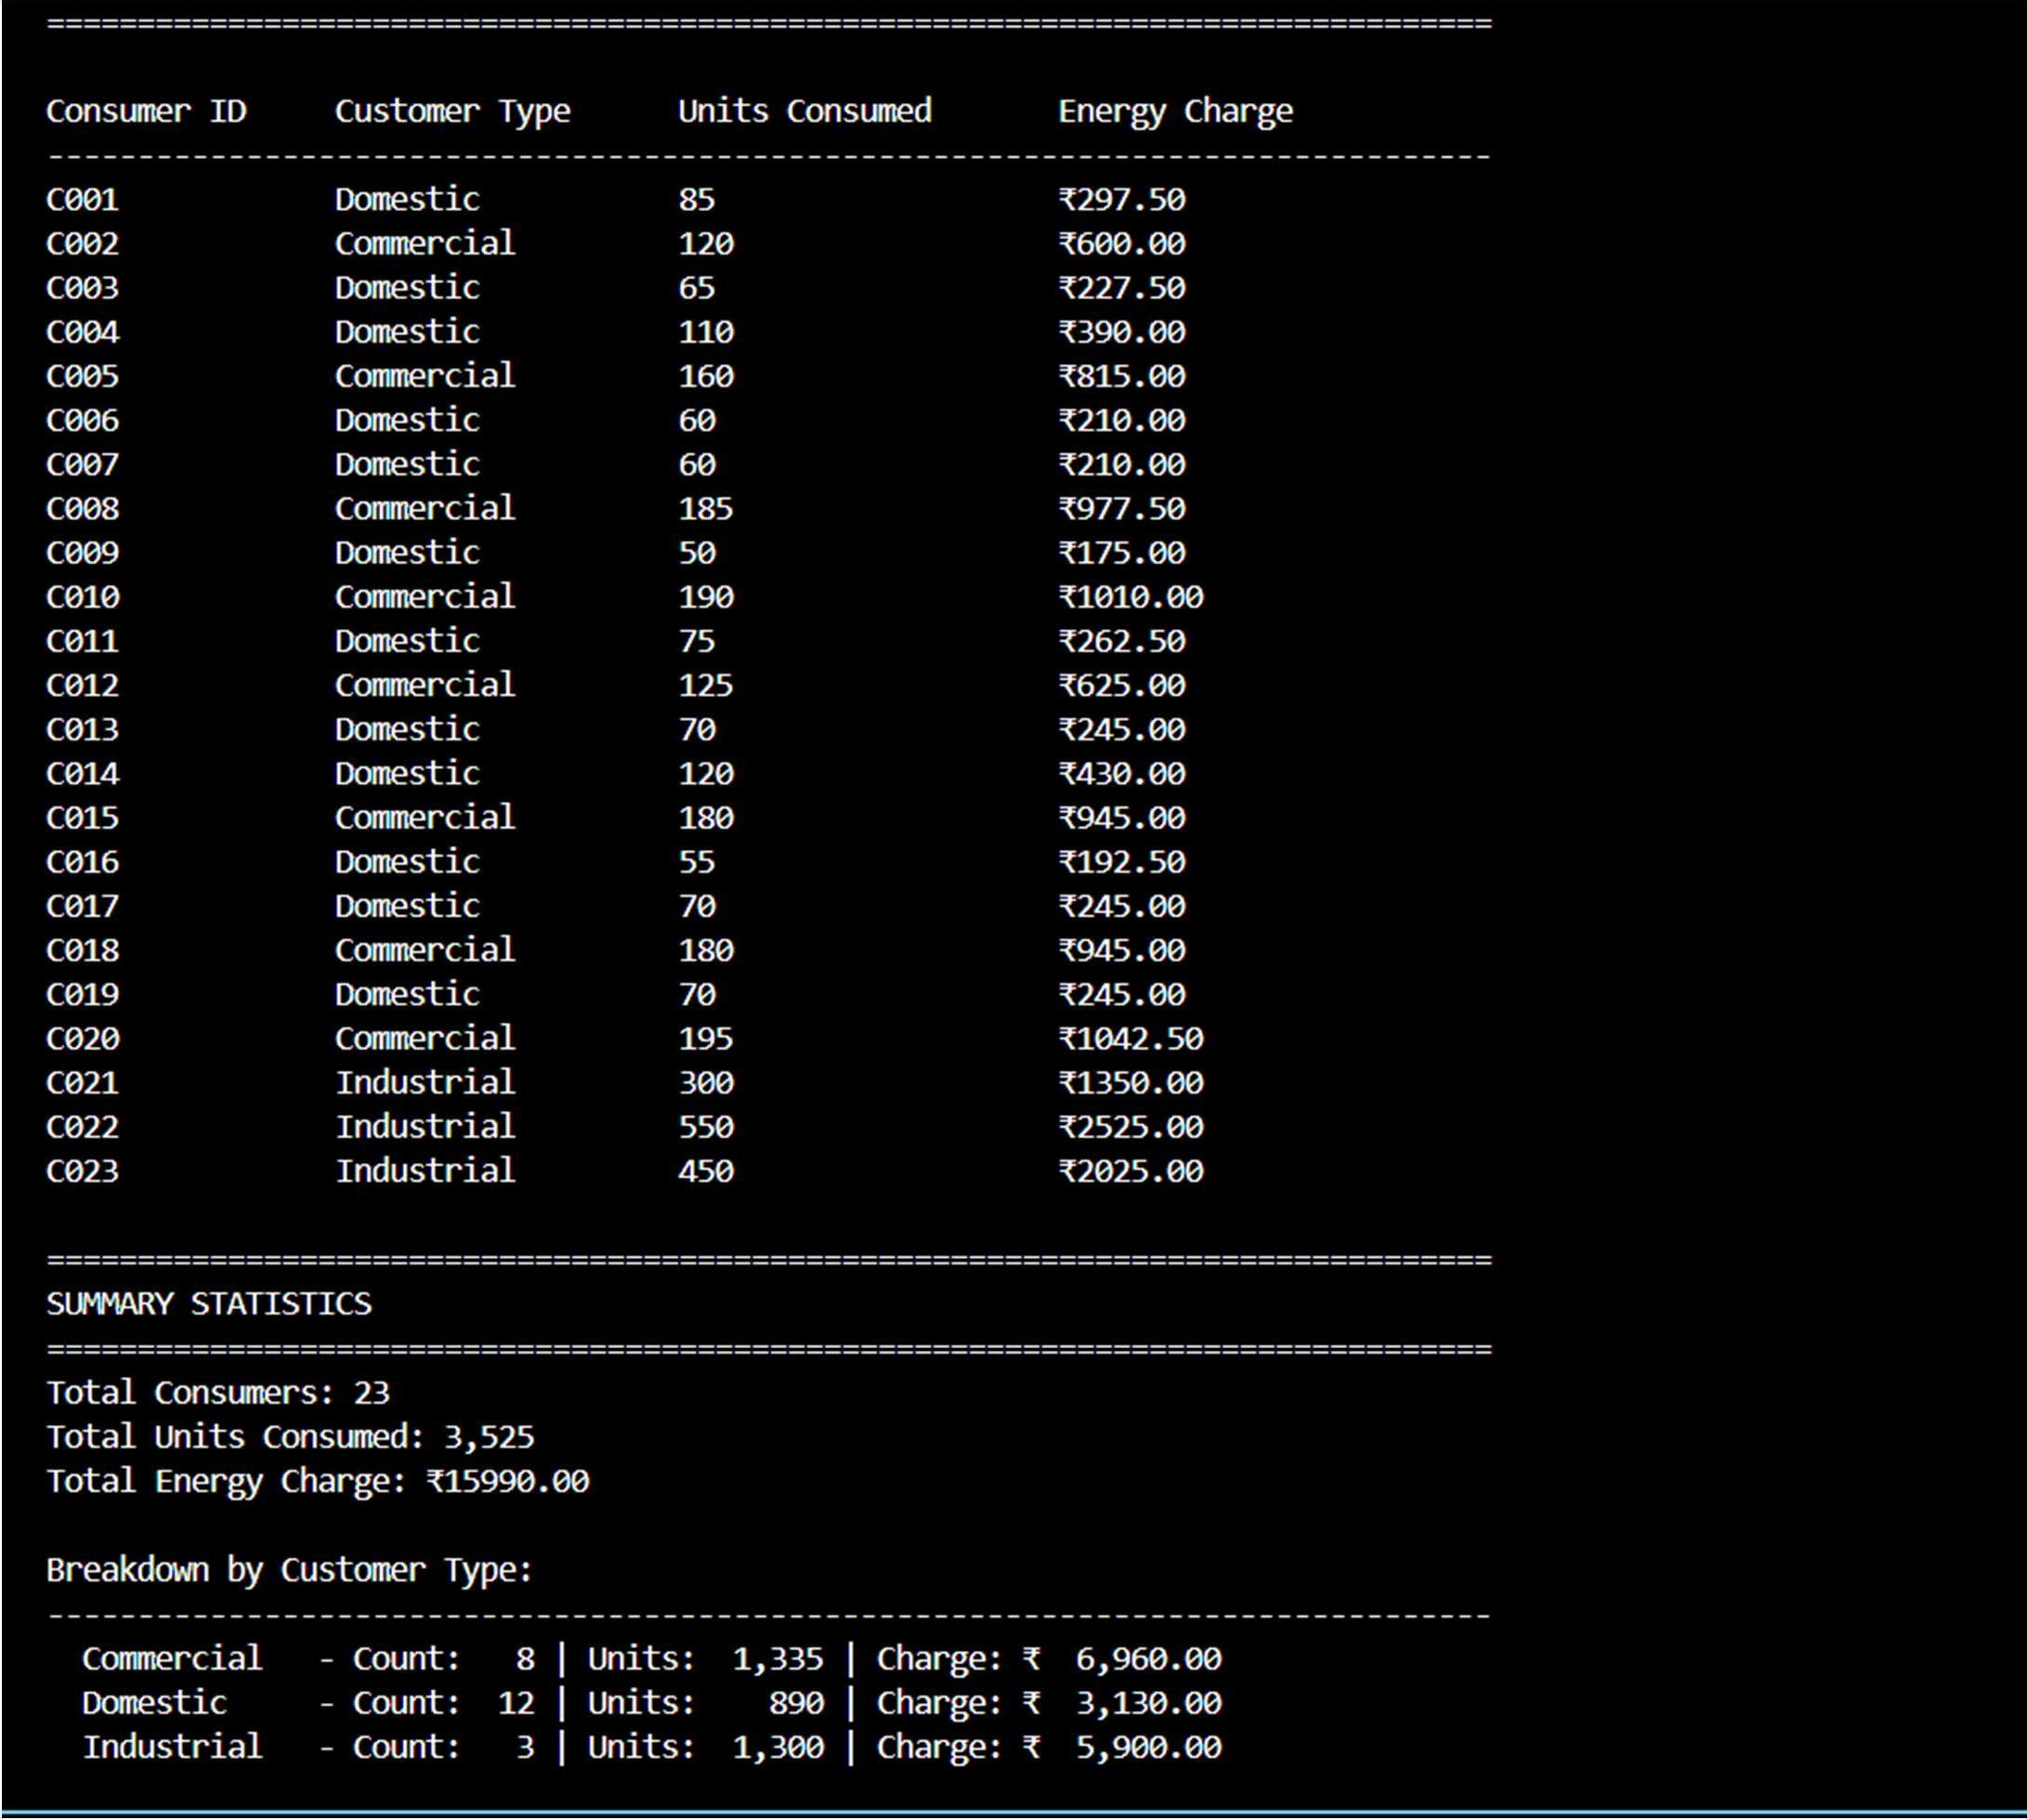 ================================================================================
Consumer ID     Customer Type      Units Consumed       Energy Charge
--------------------------------------------------------------------------------
C001            Domestic           85                   ₹297.50
C002            Commercial         120                  ₹600.00
C003            Domestic           65                   ₹227.50
C004            Domestic           110                  ₹390.00
C005            Commercial         160                  ₹815.00
C006            Domestic           60                   ₹210.00
C007            Domestic           60                   ₹210.00
C008            Commercial         185                  ₹977.50
C009            Domestic           50                   ₹175.00
C010            Commercial         190                  ₹1010.00
C011            Domestic           75                   ₹262.50
C012            Commercial         125                  ₹625.00
C013            Domestic           70                   ₹245.00
C014            Domestic           120                  ₹430.00
C015            Commercial         180                  ₹945.00
C016            Domestic           55                   ₹192.50
C017            Domestic           70                   ₹245.00
C018            Commercial         180                  ₹945.00
C019            Domestic           70                   ₹245.00
C020            Commercial         195                  ₹1042.50
C021            Industrial         300                  ₹1350.00
C022            Industrial         550                  ₹2525.00
C023            Industrial         450                  ₹2025.00
================================================================================
SUMMARY STATISTICS
================================================================================
Total Consumers: 23
Total Units Consumed: 3,525
Total Energy Charge: ₹15990.00
Breakdown by Customer Type:
--------------------------------------------------------------------------------
  Commercial   - Count:   8 | Units:  1,335 | Charge: ₹  6,960.00
  Domestic     - Count:  12 | Units:    890 | Charge: ₹  3,130.00
  Industrial   - Count:   3 | Units:  1,300 | Charge: ₹  5,900.00